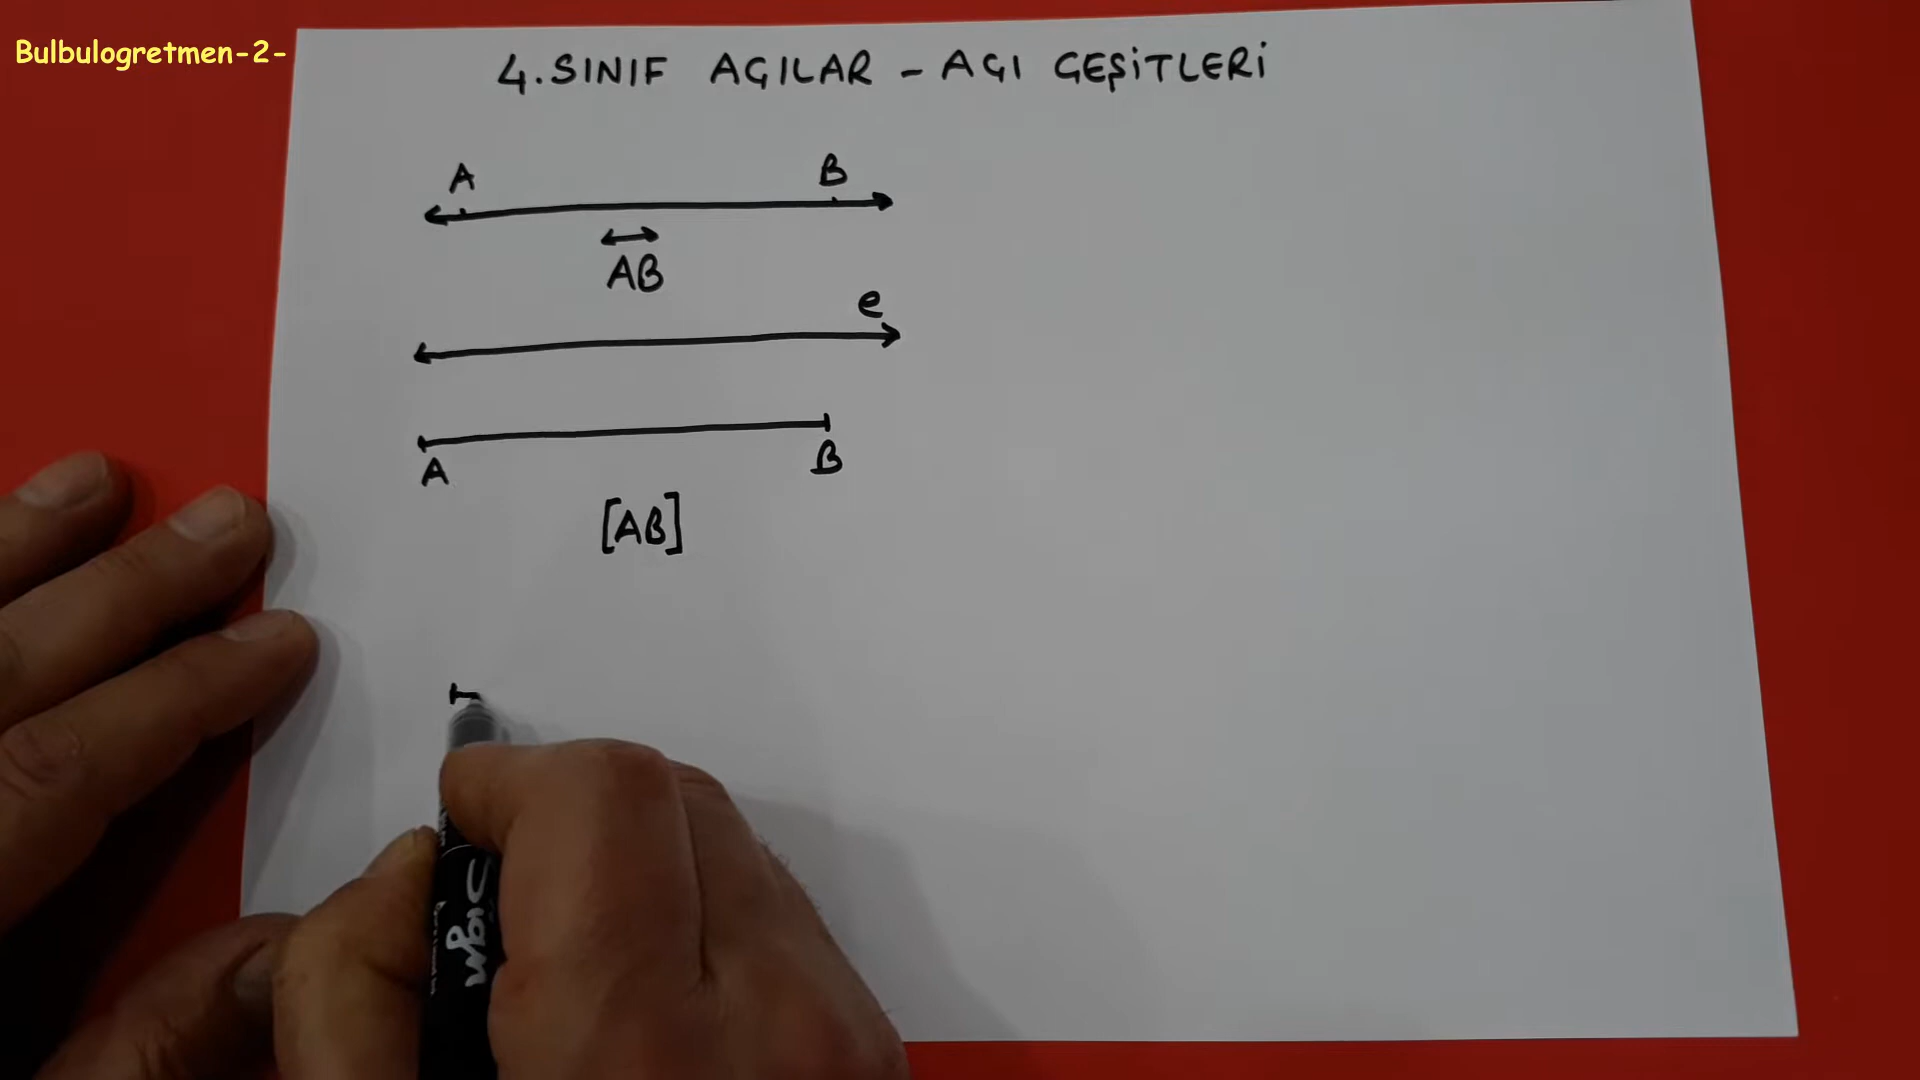 Bulbulogretmen-2-
4.SINIF AÇILAR - AÇI ÇEŞİTLERİ
A B
AB
e
A B
[AB]